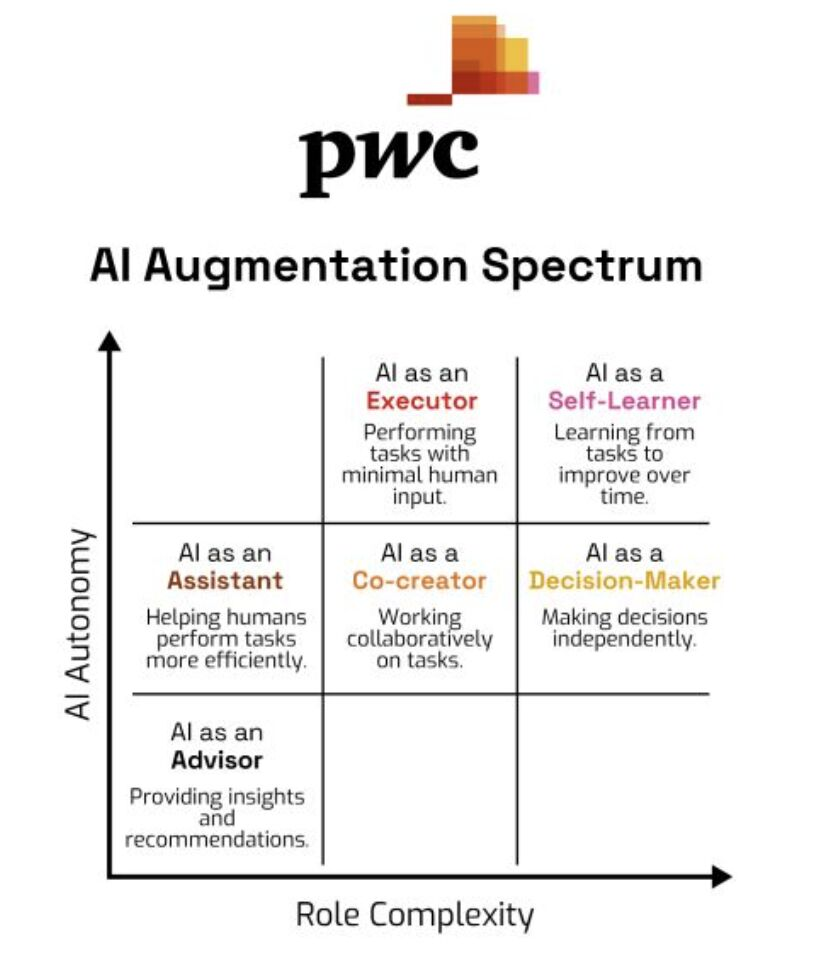 pwc
AI Augmentation Spectrum
AI as an
Executor
Performing
tasks with
minimal human
input.
AI as a
Self-Learner
Learning from
tasks to
improve over
time.
AI as an
Assistant
Helping humans
perform tasks
more efficiently.
AI as a
Co-creator
Working
collaboratively
on tasks.
AI as a
Decision-Maker
Making decisions
independently.
AI as an
Advisor
Providing insights
and
recommendations.
AI Autonomy
Role Complexity